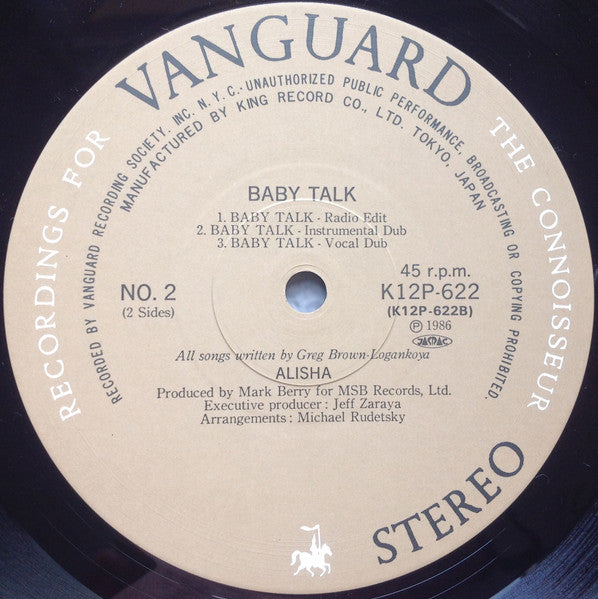 VANGUARD
RECORDINGS FOR THE CONNOISSEUR
RECORDED BY VANGUARD RECORDING SOCIETY, INC. N.Y.C.·UNAUTHORIZED PUBLIC PERFORMANCE, BROADCASTING OR COPYING PROHIBITED.
MANUFACTURED BY KING RECORD CO., LTD. TOKYO, JAPAN
BABY TALK
1. BABY TALK - Radio Edit
2. BABY TALK - Instrumental Dub
3. BABY TALK - Vocal Dub
NO. 2
(2 Sides)
45 r.p.m.
K12P-622
(K12P-622B)
Ⓟ 1986 JASRAC
All songs written by Greg Brown-Logankoya
ALISHA
Produced by Mark Berry for MSB Records, Ltd.
Executive producer : Jeff Zaraya
Arrangements : Michael Rudetsky
STEREO